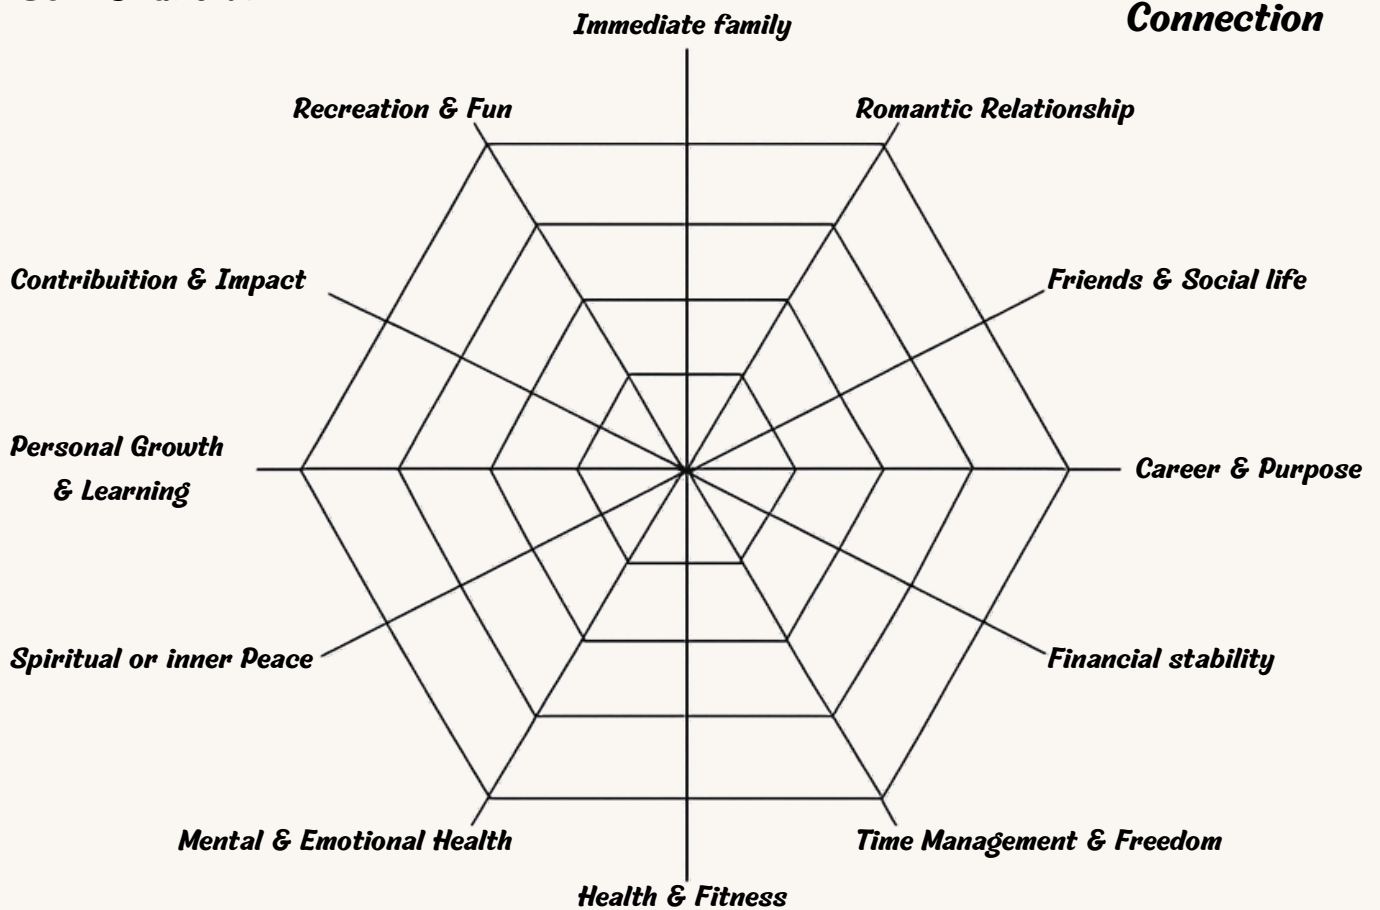 Connection
Immediate family
Recreation & Fun
Romantic Relationship
Contribuition & Impact
Friends & Social life
Personal Growth
& Learning
Career & Purpose
Spiritual or inner Peace
Financial stability
Mental & Emotional Health
Time Management & Freedom
Health & Fitness